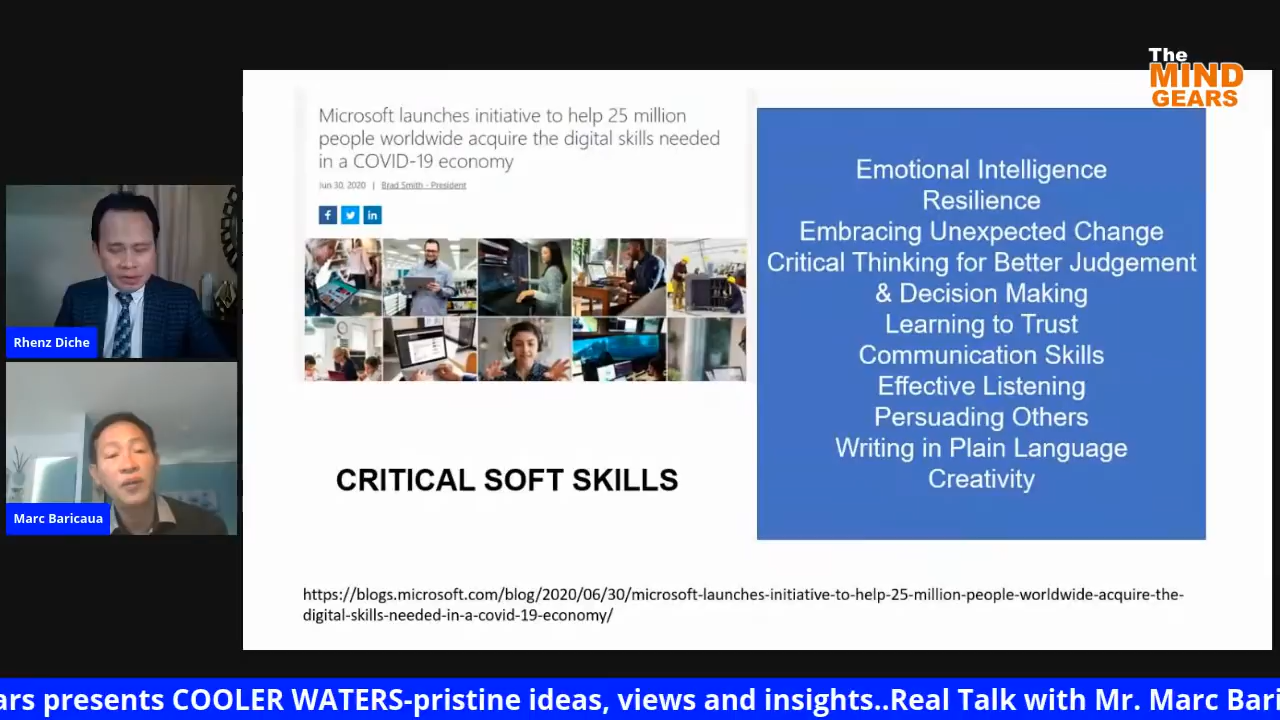 The
MIND
GEARS
Microsoft launches initiative to help 25 million
people worldwide acquire the digital skills needed
in a COVID-19 economy
Jun 30, 2020 | Brad Smith - President
f
in
Emotional Intelligence
Resilience
Embracing Unexpected Change
Critical Thinking for Better Judgement
& Decision Making
Learning to Trust
Communication Skills
Effective Listening
Persuading Others
Writing in Plain Language
Creativity
Rhenz Diche
Marc Baricaua
CRITICAL SOFT SKILLS
https://blogs.microsoft.com/blog/2020/06/30/microsoft-launches-initiative-to-help-25-million-people-worldwide-acquire-the-
digital-skills-needed-in-a-covid-19-economy/
ars presents COOLER WATERS-pristine ideas, views and insights..Real Talk with Mr. Marc Bari